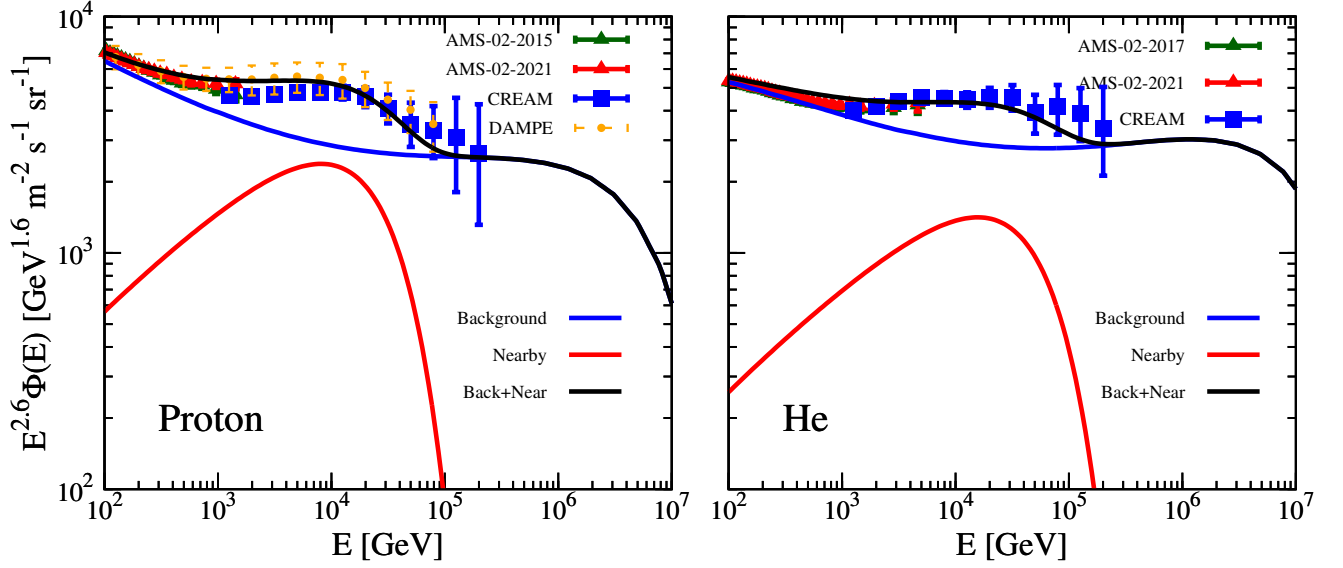 E^{2.6}Φ(E) [GeV^{1.6} m^{-2} s^{-1} sr^{-1}]
10^4
10^3
10^2
AMS-02-2015
AMS-02-2021
CREAM
DAMPE
Background
Nearby
Back+Near
Proton
10^2 10^3 10^4 10^5 10^6 10^7
E [GeV]
AMS-02-2017
AMS-02-2021
CREAM
Background
Nearby
Back+Near
He
10^2 10^3 10^4 10^5 10^6 10^7
E [GeV]